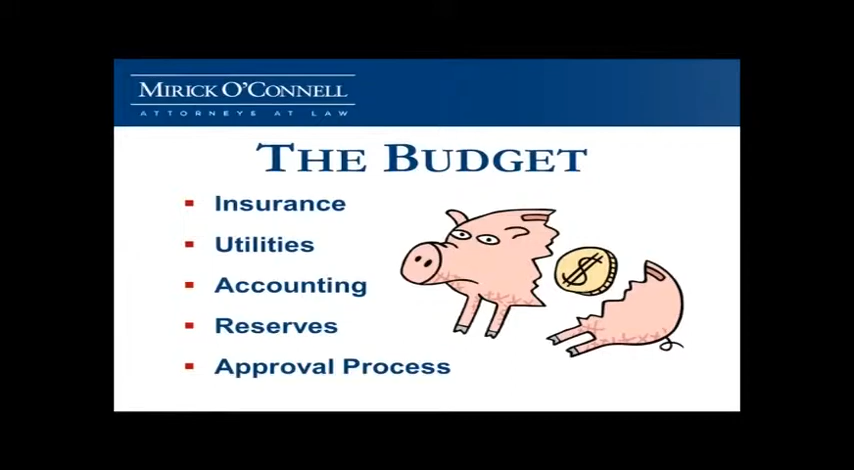 MIRICK O'CONNELL
ATTORNEYS AT LAW
THE BUDGET
Insurance
Utilities
Accounting
Reserves
Approval Process
$